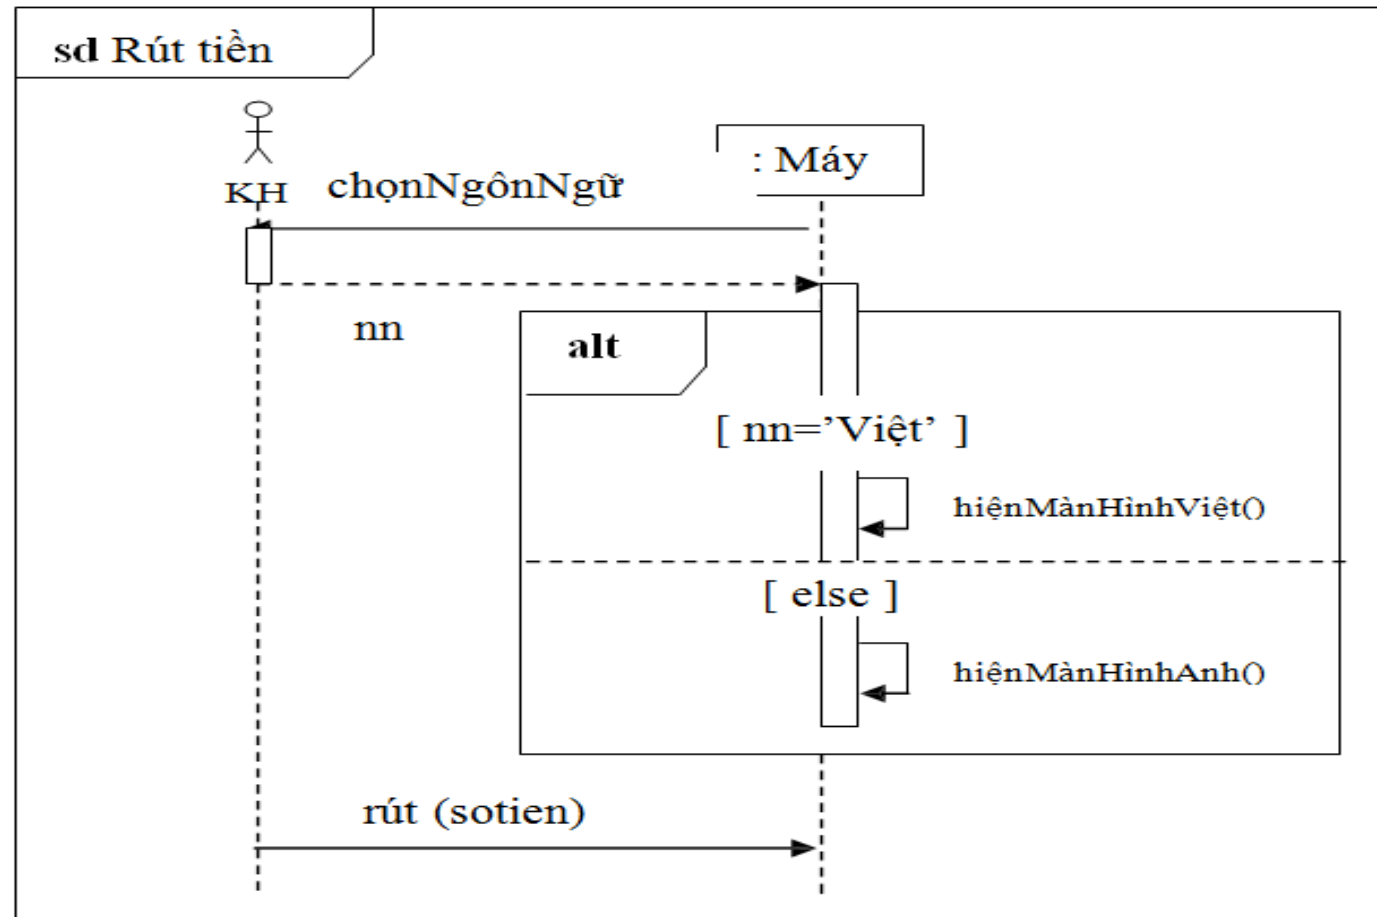 sd Rút tiền
: Máy
KH
chọnNgônNgữ
nn
alt
[ nn=’Việt’ ]
hiệnMànHìnhViệt()
[ else ]
hiệnMànHìnhAnh()
rút (sotien)